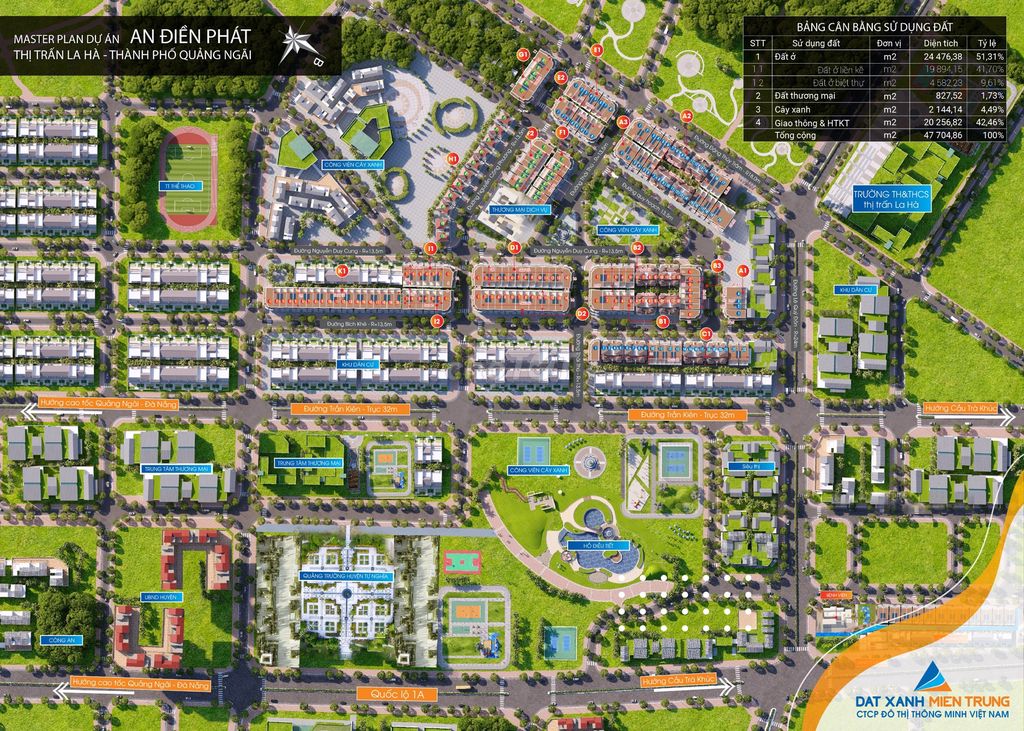 MASTER PLAN DỰ ÁN AN ĐIỀN PHÁT
THỊ TRẤN LA HÀ - THÀNH PHỐ QUẢNG NGÃI
B
BẢNG CÂN BẰNG SỬ DỤNG ĐẤT
STT Sử dụng đất Đơn vị Diện tích Tỷ lệ
1 Đất ở m2 24 476,38 51,31%
1.1 Đất ở liền kề m2 19 894,15 41,70%
1.2 Đất ở biệt thự m2 4 582,23 9,61%
2 Đất thương mại m2 827,52 1,73%
3 Cây xanh m2 2 144,14 4,49%
4 Giao thông & HTKT m2 20 256,82 42,46%
Tổng cộng m2 47 704,86 100%
G1
E1
E2
F2
F1
A3
A2
H1
CÔNG VIÊN CÂY XANH
TT THỂ THAO
TRƯỜNG TH&THCS
thị trấn La Hà
THƯƠNG MẠI DỊCH VỤ
CÔNG VIÊN CÂY XANH
Đường Nguyễn Duy Cung - R=13.5m
I1
D1
Đường Nguyễn Duy Cung - R=13.5m
B2
K1
B3
A1
KHU DÂN CƯ
Đường Bích Khê - R=13.5m
I2
D2
B1
C1
KHU DÂN CƯ
Hướng cao tốc Quảng Ngãi - Đà Nẵng
Đường Trần Kiên - Trục 32m
Đường Trần Kiên - Trục 32m
Hướng Cầu Trà Khúc
TRUNG TÂM THƯƠNG MẠI
TRUNG TÂM THƯƠNG MẠI
CÔNG VIÊN CÂY XANH
Siêu thị
HỒ ĐIỀU TIẾT
QUẢNG TRƯỜNG HUYỆN TƯ NGHĨA
UBND HUYỆN
BỆNH VIỆN
CÔNG AN
Hướng cao tốc Quảng Ngãi - Đà Nẵng
Quốc lộ 1A
Hướng Cầu Trà Khúc
DAT XANH MIEN TRUNG
CTCP ĐÔ THỊ THÔNG MINH VIỆT NAM